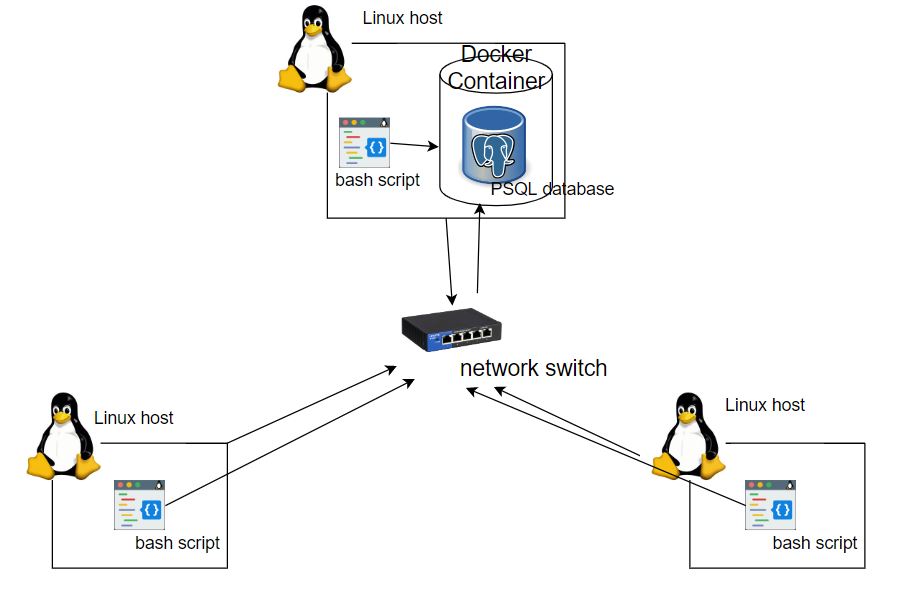 Linux host
Docker
Container
bash script
PSQL database
network switch
Linux host
bash script
Linux host
bash script